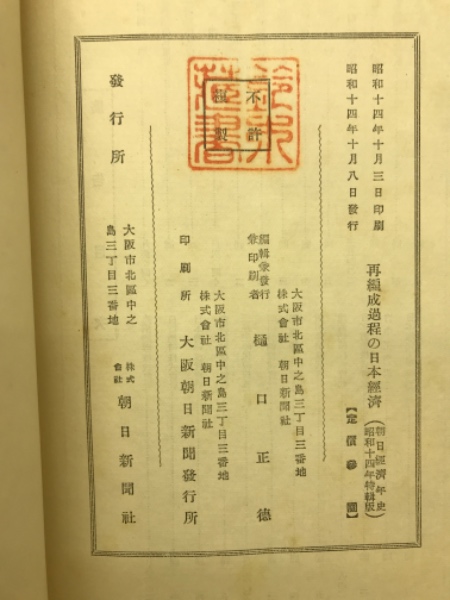 昭和十四年十月三日印刷
昭和十四年十月八日發行
再編成過程の日本經濟
(朝日經濟年史
昭和十四年特輯版)
【定價參圓】
大阪市北區中之島三丁目三番地
株式會社 朝日新聞社
編輯兼發行
兼印刷者
樋口正德
大阪市北區中之島三丁目三番地
株式會社 朝日新聞社
印刷所 大阪朝日新聞發行所
不許
複製
發行所
大阪市北區中之
島三丁目三番地
株式
會社
朝日新聞社